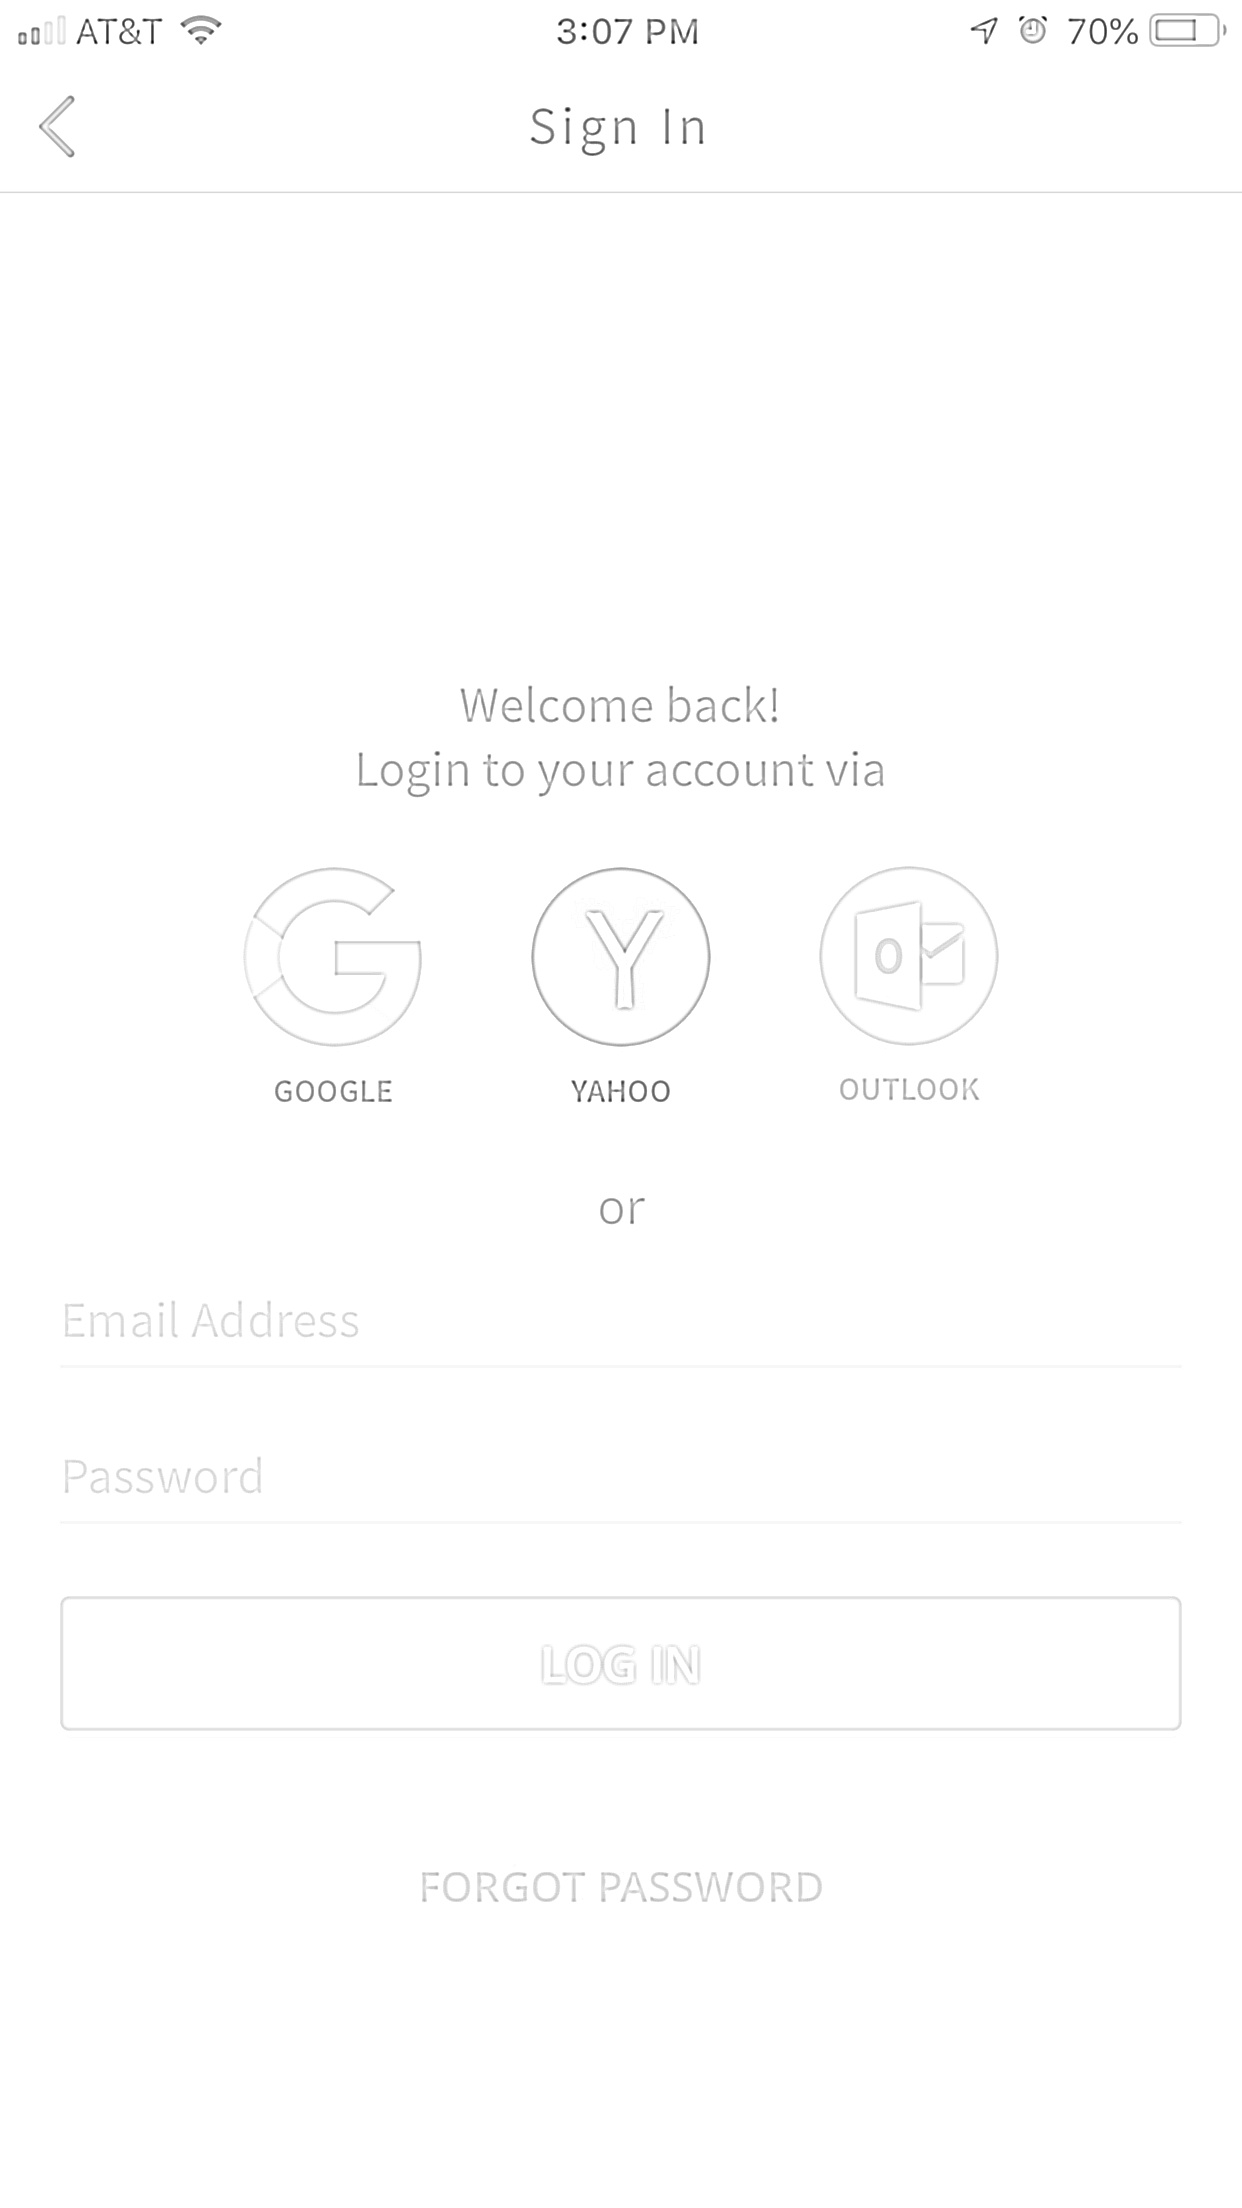 AT&T 3:07 PM 70%
Sign In
Welcome back!
Login to your account via
G Y O
GOOGLE YAHOO OUTLOOK
or
Email Address
Password
LOG IN
FORGOT PASSWORD